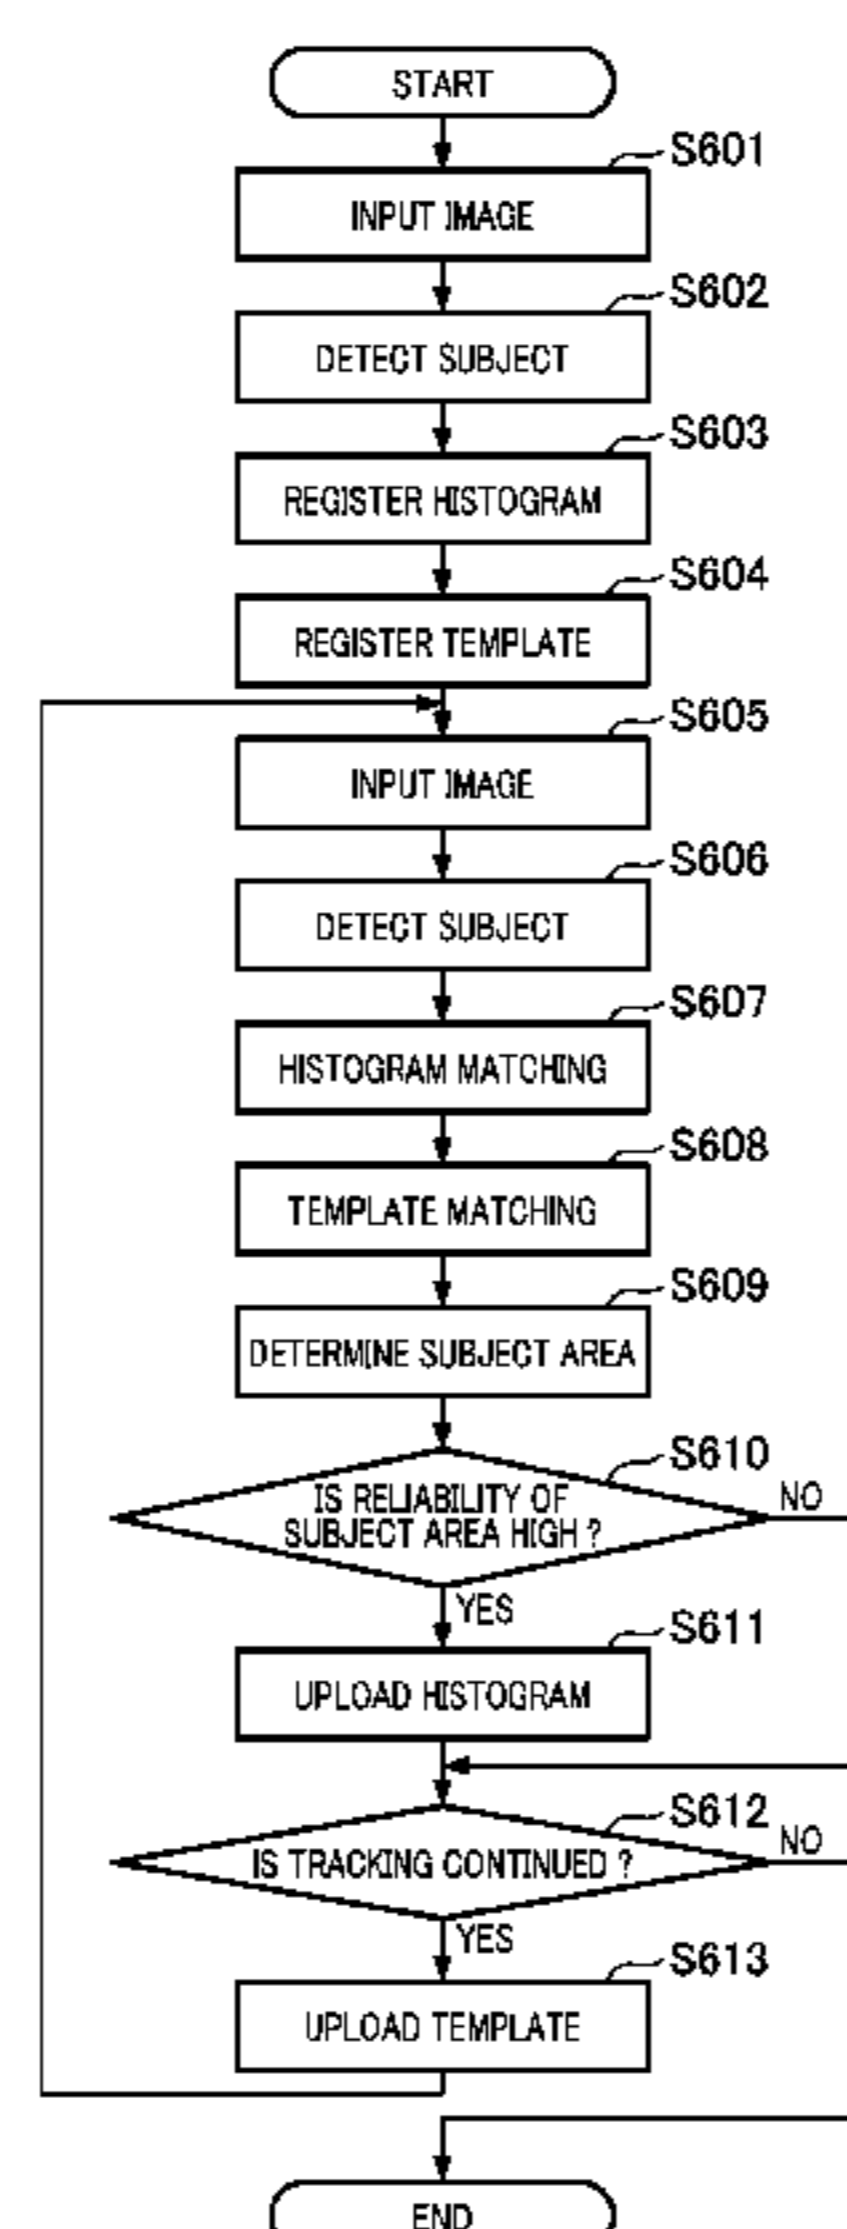 START
S601
INPUT IMAGE
S602
DETECT SUBJECT
S603
REGISTER HISTOGRAM
S604
REGISTER TEMPLATE
S605
INPUT IMAGE
S606
DETECT SUBJECT
S607
HISTOGRAM MATCHING
S608
TEMPLATE MATCHING
S609
DETERMINE SUBJECT AREA
S610
IS RELIABILITY OF
SUBJECT AREA HIGH ?
NO
YES
S611
UPLOAD HISTOGRAM
S612
IS TRACKING CONTINUED ?
NO
YES
S613
UPLOAD TEMPLATE
END